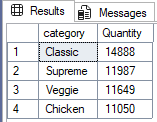 Results Messages
category Quantity
1 Classic 14888
2 Supreme 11987
3 Veggie 11649
4 Chicken 11050